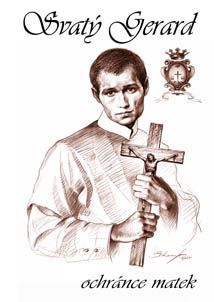 Svatý Gerard
ochránce matek